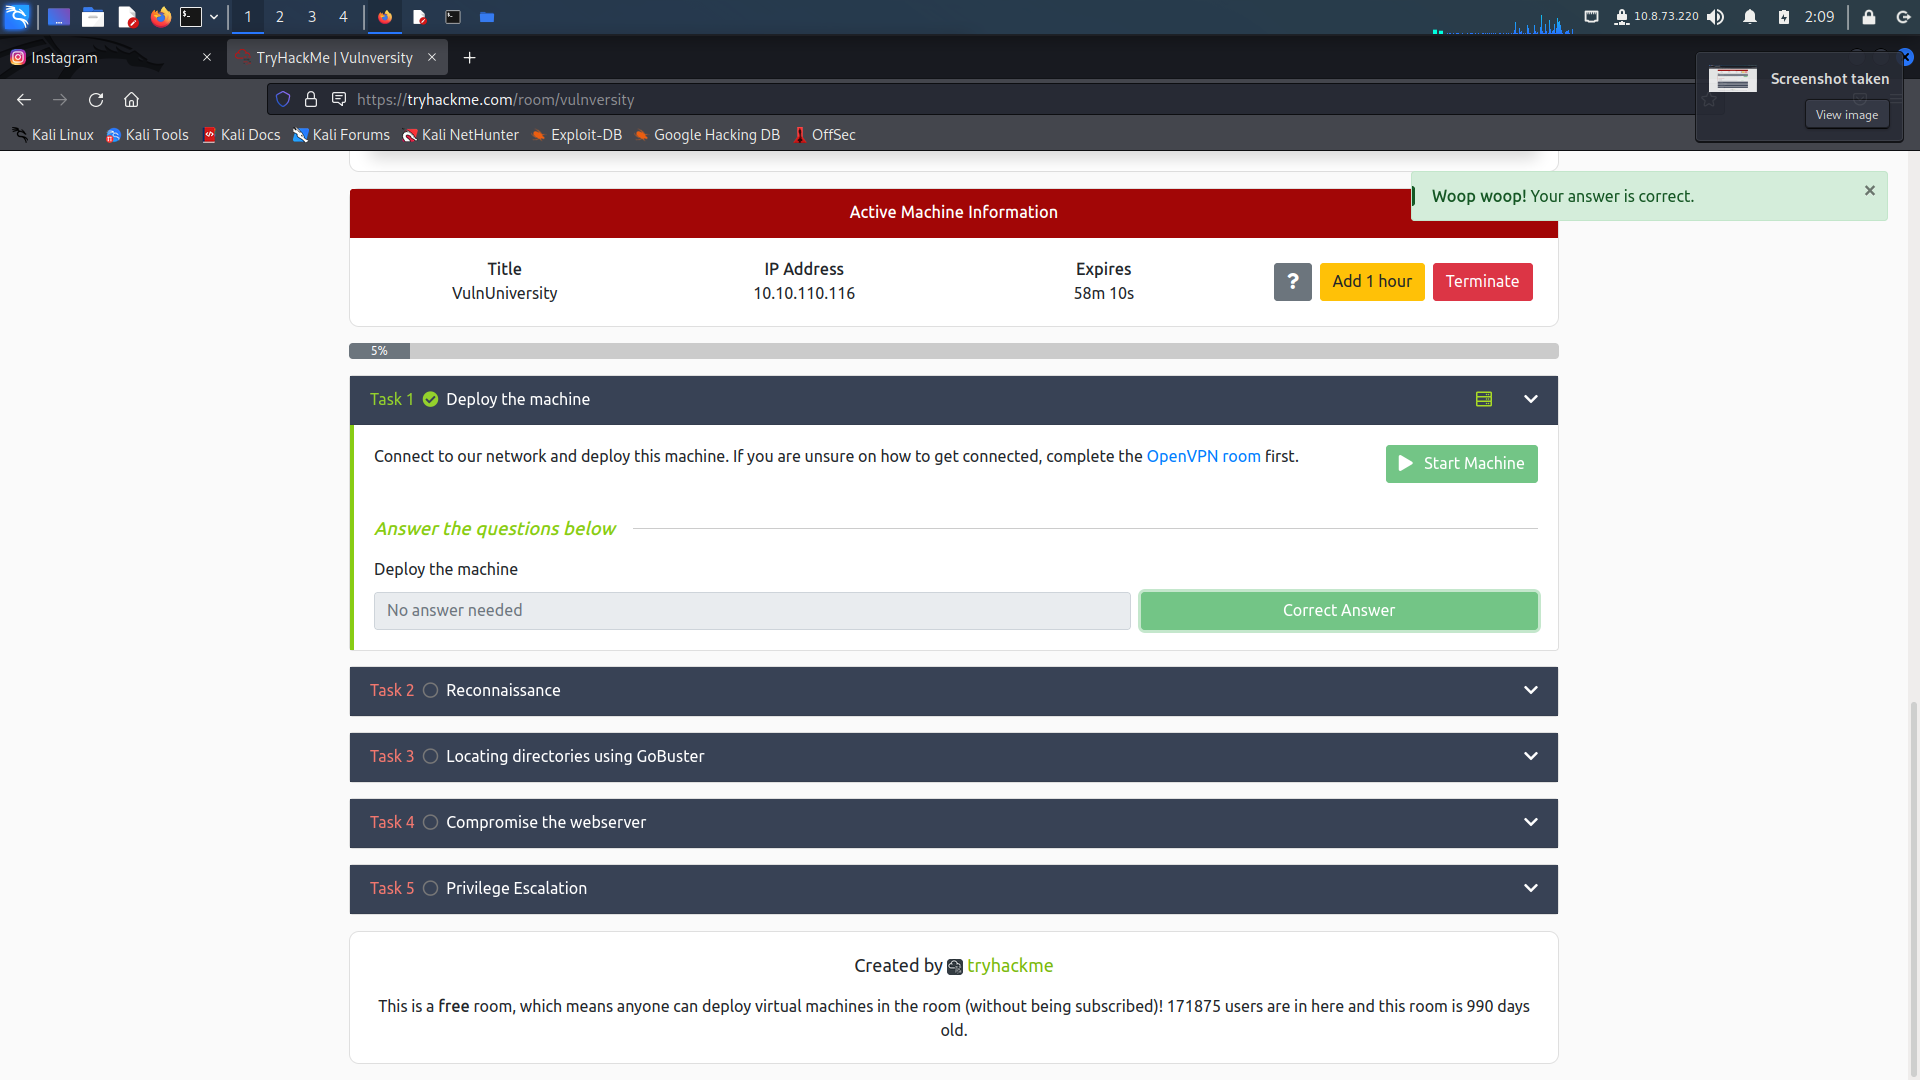 1 2 3 4 10.8.73.220 2:09
Instagram × TryHackMe | Vulnversity × +
Screenshot taken
View image
https://tryhackme.com/room/vulnversity
Kali Linux Kali Tools Kali Docs Kali Forums Kali NetHunter Exploit-DB Google Hacking DB OffSec
Woop woop! Your answer is correct. ×
Active Machine Information
Title IP Address Expires
VulnUniversity 10.10.110.116 58m 10s
? Add 1 hour Terminate
5%
Task 1 Deploy the machine
Connect to our network and deploy this machine. If you are unsure on how to get connected, complete the OpenVPN room first.
Start Machine
Answer the questions below
Deploy the machine
No answer needed Correct Answer
Task 2 Reconnaissance
Task 3 Locating directories using GoBuster
Task 4 Compromise the webserver
Task 5 Privilege Escalation
Created by tryhackme
This is a free room, which means anyone can deploy virtual machines in the room (without being subscribed)! 171875 users are in here and this room is 990 days
old.